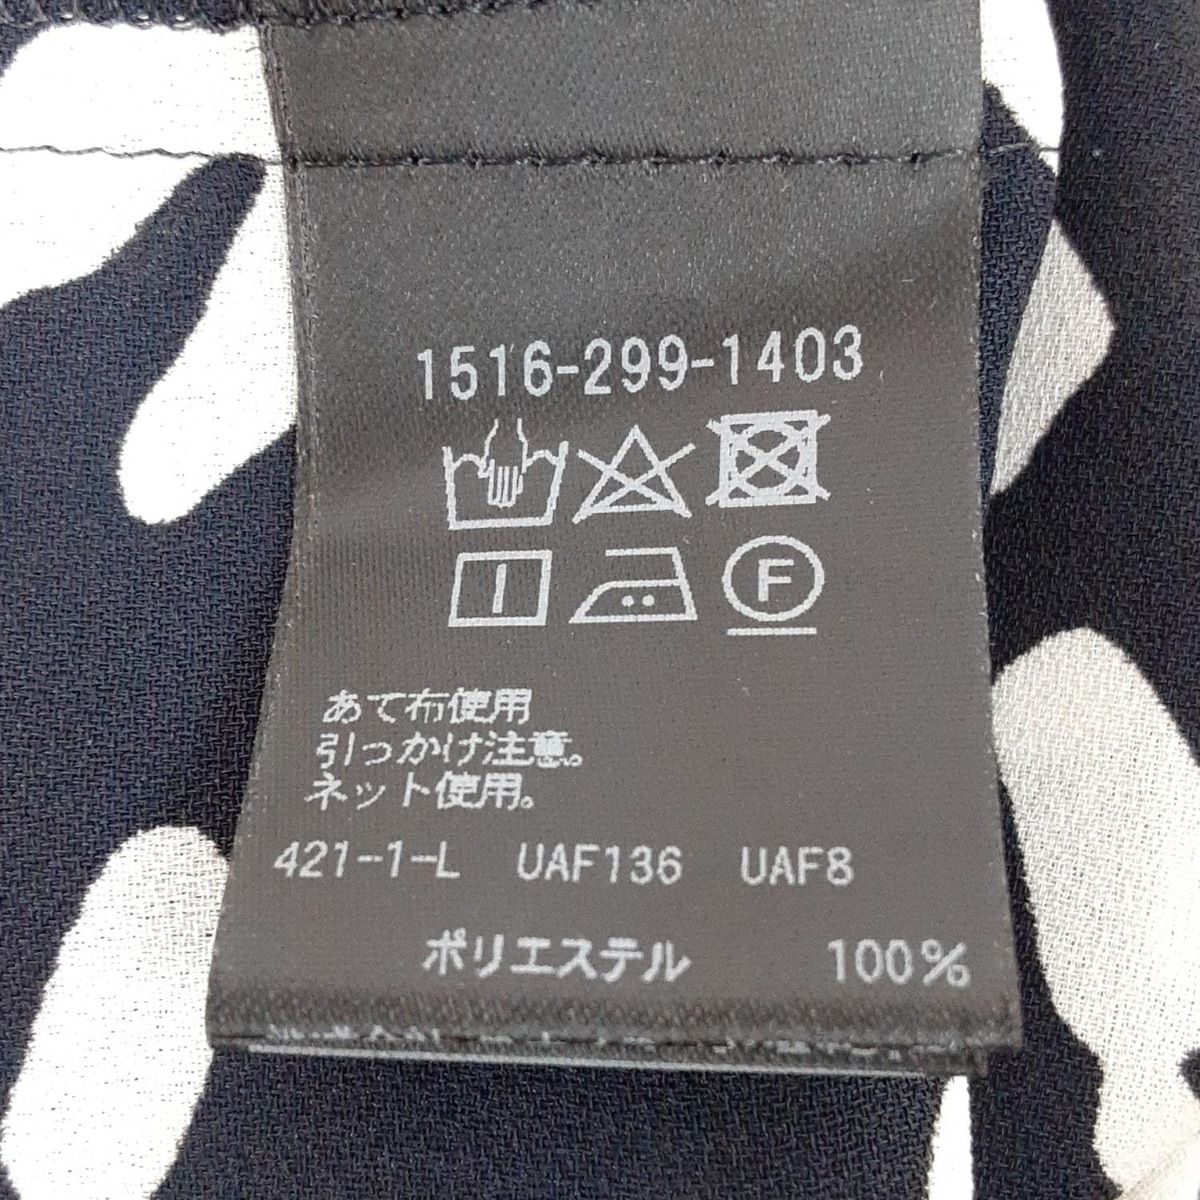 1516-299-1403
F
あて布使用
引っかけ注意。
ネット使用。
421-1-L UAF136 UAF8
ポリエステル 100%